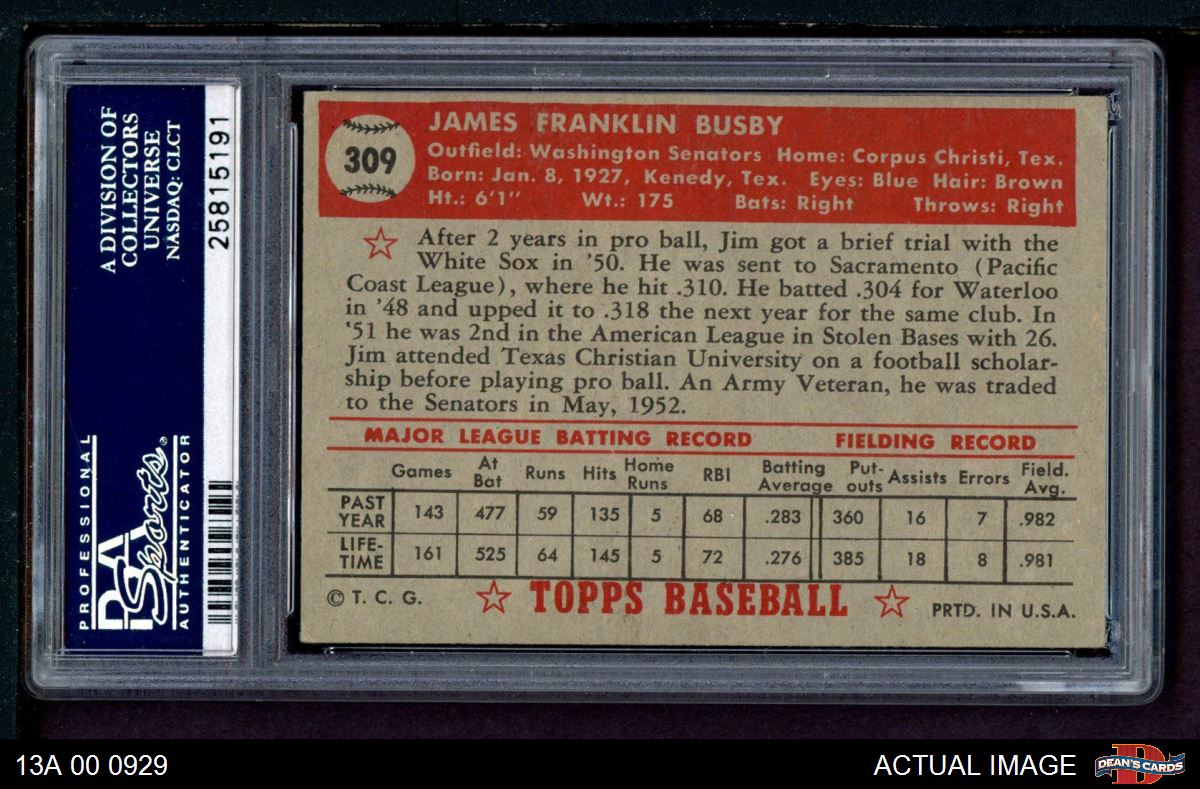 A DIVISION OF
COLLECTORS
UNIVERSE
NASDAQ: CLCT
25815191
PROFESSIONAL
PSA
Sports®
AUTHENTICATOR
309
JAMES FRANKLIN BUSBY
Outfield: Washington Senators Home: Corpus Christi, Tex.
Born: Jan. 8, 1927, Kenedy, Tex. Eyes: Blue Hair: Brown
Ht.: 6'1" Wt.: 175 Bats: Right Throws: Right
After 2 years in pro ball, Jim got a brief trial with the
White Sox in '50. He was sent to Sacramento (Pacific
Coast League), where he hit .310. He batted .304 for Waterloo
in '48 and upped it to .318 the next year for the same club. In
'51 he was 2nd in the American League in Stolen Bases with 26.
Jim attended Texas Christian University on a football scholar-
ship before playing pro ball. An Army Veteran, he was traded
to the Senators in May, 1952.
MAJOR LEAGUE BATTING RECORD FIELDING RECORD
Games At Bat Runs Hits Home Runs RBI Batting Average Put-outs Assists Errors Field. Avg.
PAST YEAR 143 477 59 135 5 68 .283 360 16 7 .982
LIFE-TIME 161 525 64 145 5 72 .276 385 18 8 .981
© T. C. G. TOPPS BASEBALL PRTD. IN U.S.A.
13A 00 0929 ACTUAL IMAGE DEAN'S CARDS